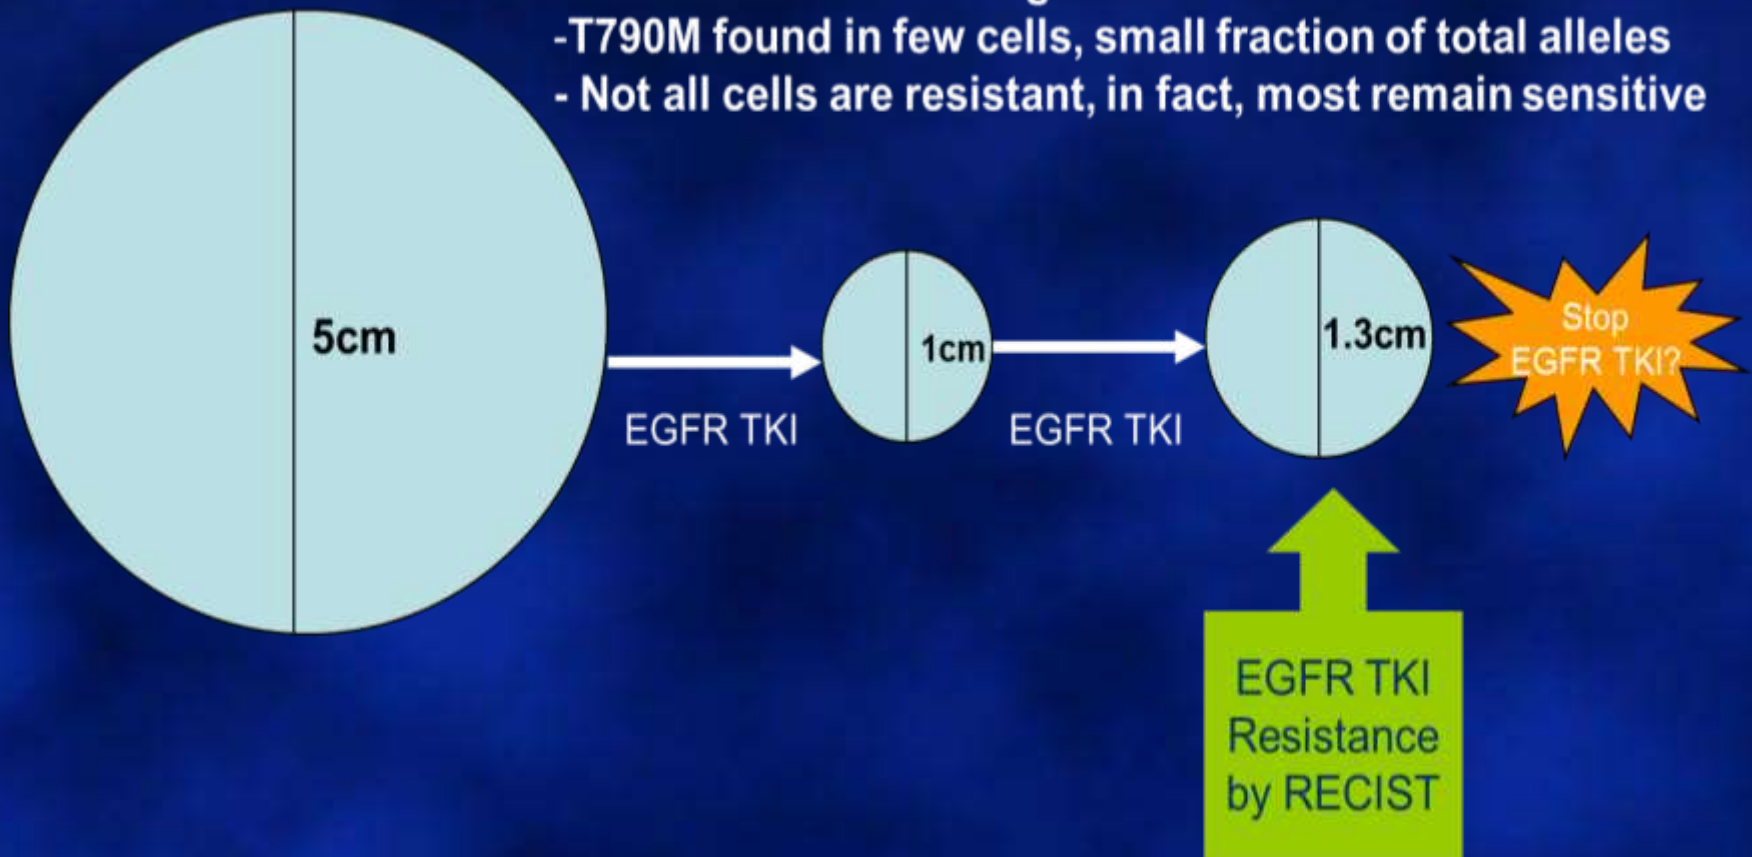 -T790M found in few cells, small fraction of total alleles
- Not all cells are resistant, in fact, most remain sensitive
5cm
1cm
1.3cm
Stop
EGFR TKI?
EGFR TKI
EGFR TKI
EGFR TKI
Resistance
by RECIST